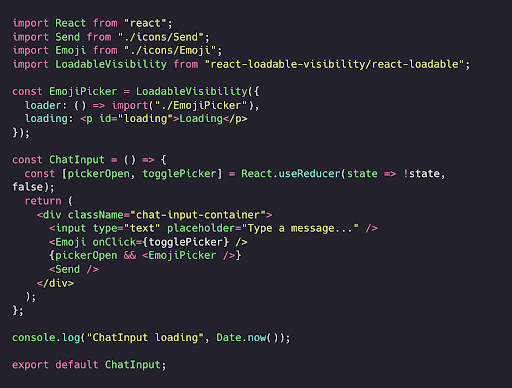 import React from "react";
import Send from "./icons/Send";
import Emoji from "./icons/Emoji";
import LoadableVisibility from "react-loadable-visibility/react-loadable";

const EmojiPicker = LoadableVisibility({
  loader: () => import("./EmojiPicker"),
  loading: <p id="loading">Loading</p>
});

const ChatInput = () => {
  const [pickerOpen, togglePicker] = React.useReducer(state => !state,
false);
  return (
    <div className="chat-input-container">
      <input type="text" placeholder="Type a message..." />
      <Emoji onClick={togglePicker} />
      {pickerOpen && <EmojiPicker />}
      <Send />
    </div>
  );
};

console.log("ChatInput loading", Date.now());

export default ChatInput;